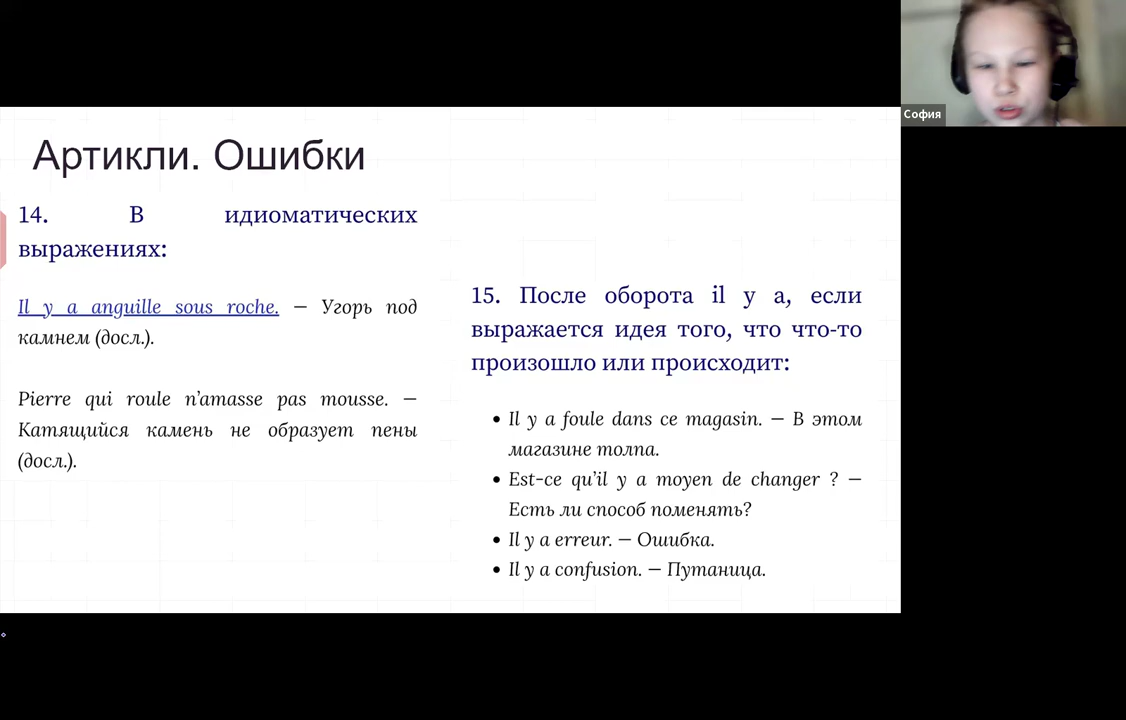 София
Артикли. Ошибки
14. В идиоматических
выражениях:
Il y a anguille sous roche. — Угорь под
камнем (досл.).
Pierre qui roule n’amasse pas mousse. —
Катящийся камень не образует пены
(досл.).
15. После оборота il y a, если
выражается идея того, что что-то
произошло или происходит:
• Il y a foule dans ce magasin. — В этом
магазине толпа.
• Est-ce qu’il y a moyen de changer ? —
Есть ли способ поменять?
• Il y a erreur. — Ошибка.
• Il y a confusion. — Путаница.